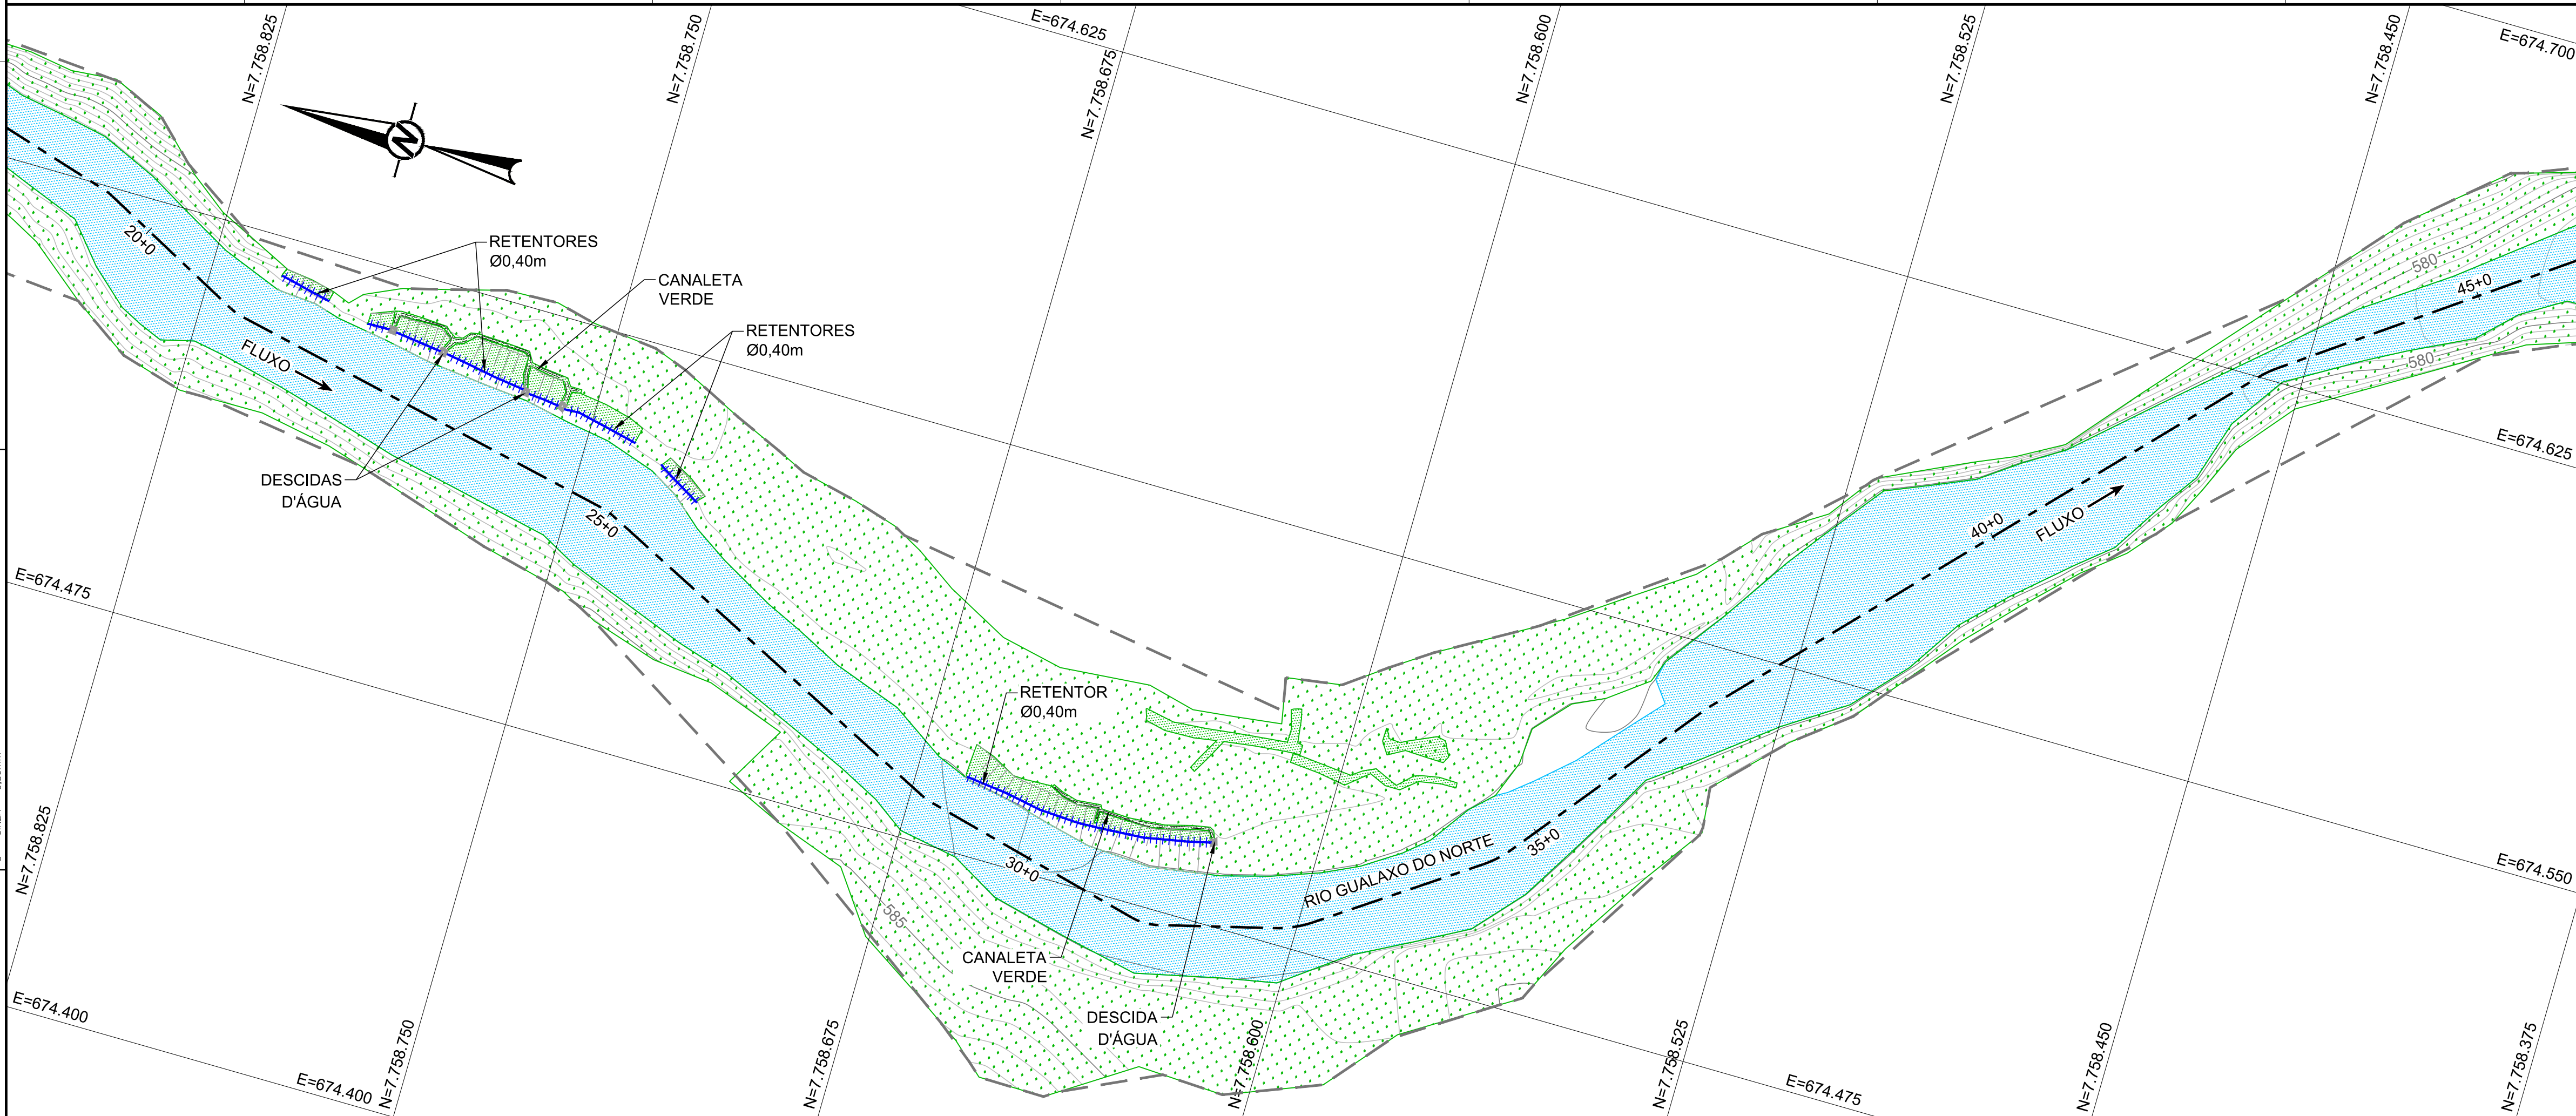 N=7.758.825
N=7.758.750
E=674.625
N=7.758.675
N=7.758.600
N=7.758.525
N=7.758.450
E=674.700
N
20+0
RETENTORES
Ø0,40m
CANALETA
VERDE
RETENTORES
Ø0,40m
FLUXO
DESCIDAS
D'ÁGUA
25+0
580
45+0
580
E=674.625
40+0
FLUXO
E=674.475
RETENTOR
Ø0,40m
N=7.758.825
RIO GUALAXO DO NORTE
35+0
30+0
585
E=674.550
CANALETA
VERDE
DESCIDA
D'ÁGUA
E=674.400
E=674.400
N=7.758.750
N=7.758.675
N=7.758.600
N=7.758.525
E=674.475
N=7.758.450
N=7.758.375